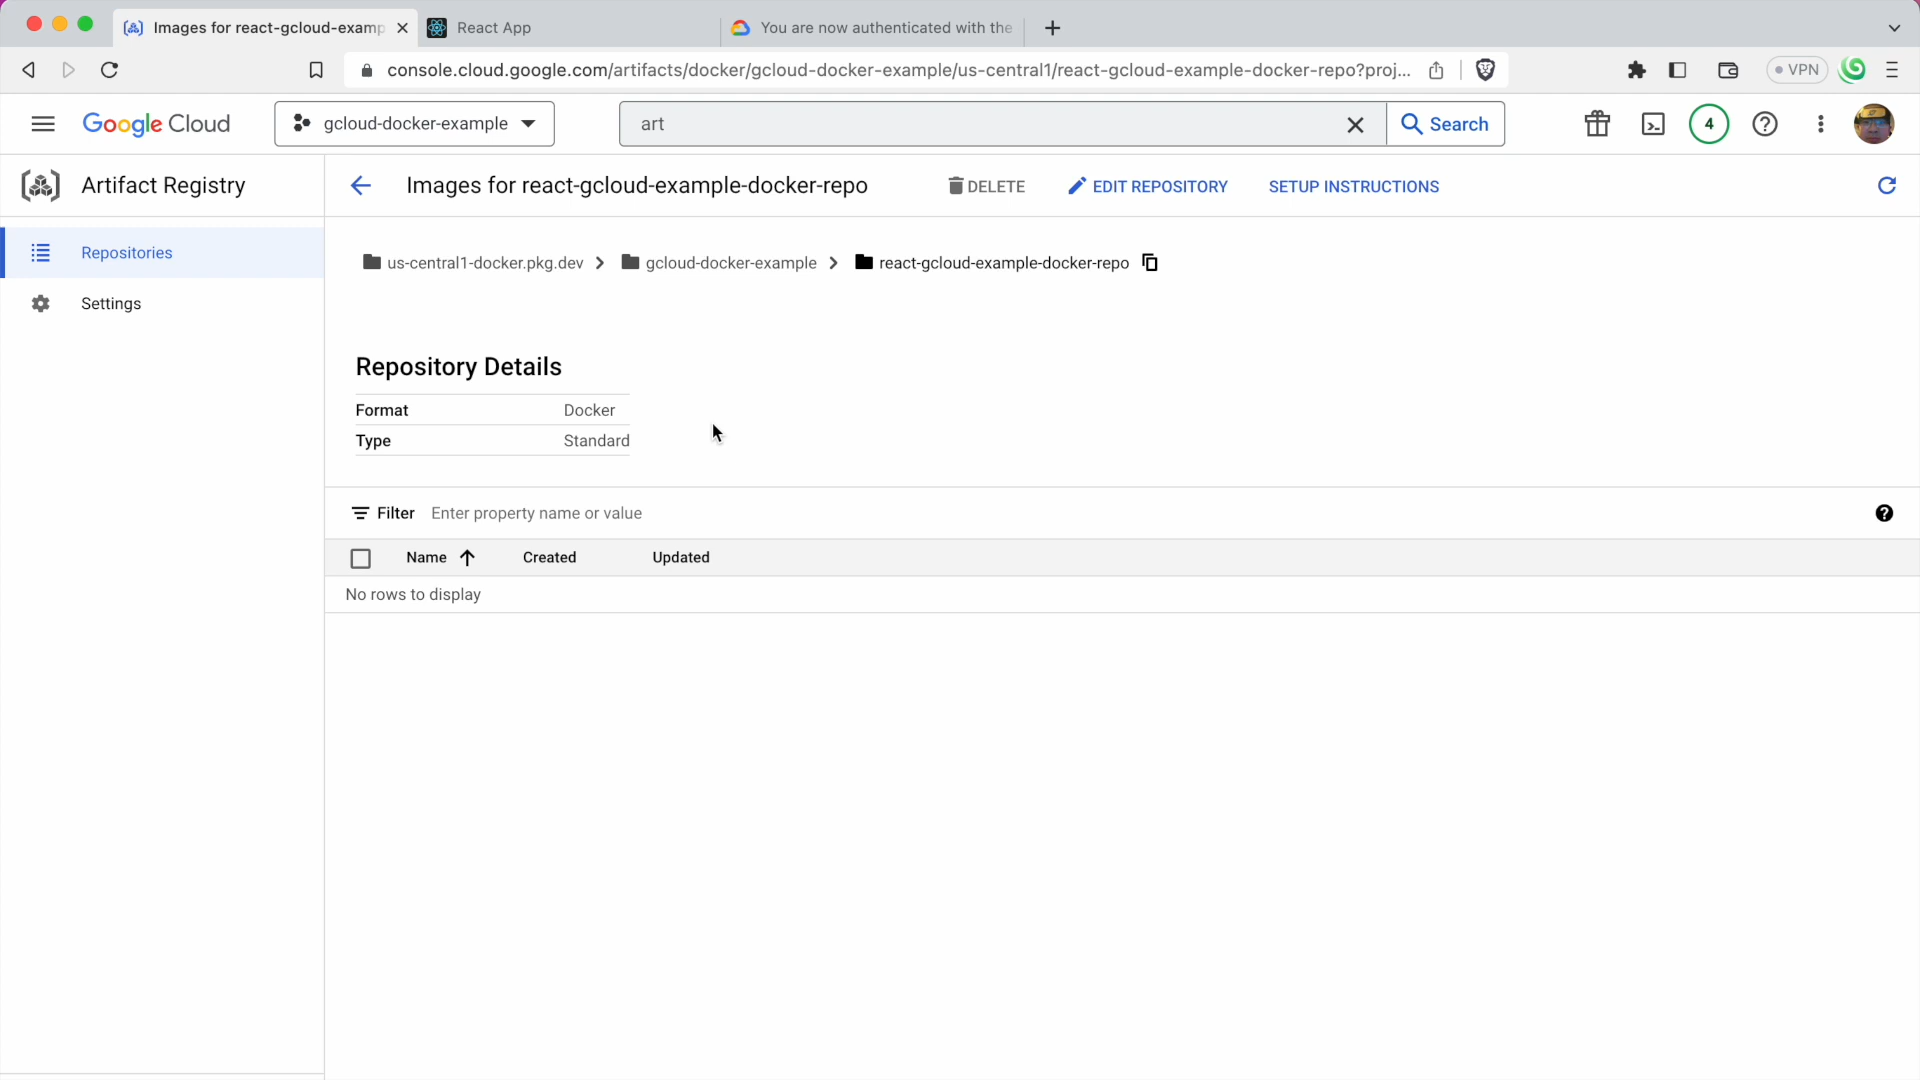 Images for react-gcloud-examp
React App
You are now authenticated with the
console.cloud.google.com/artifacts/docker/gcloud-docker-example/us-central1/react-gcloud-example-docker-repo?proj...
VPN
Google Cloud
gcloud-docker-example
art
Search
4
Artifact Registry
Images for react-gcloud-example-docker-repo
DELETE
EDIT REPOSITORY
SETUP INSTRUCTIONS
Repositories
Settings
us-central1-docker.pkg.dev
gcloud-docker-example
react-gcloud-example-docker-repo
Repository Details
Format Docker
Type Standard
Filter Enter property name or value
Name Created Updated
No rows to display